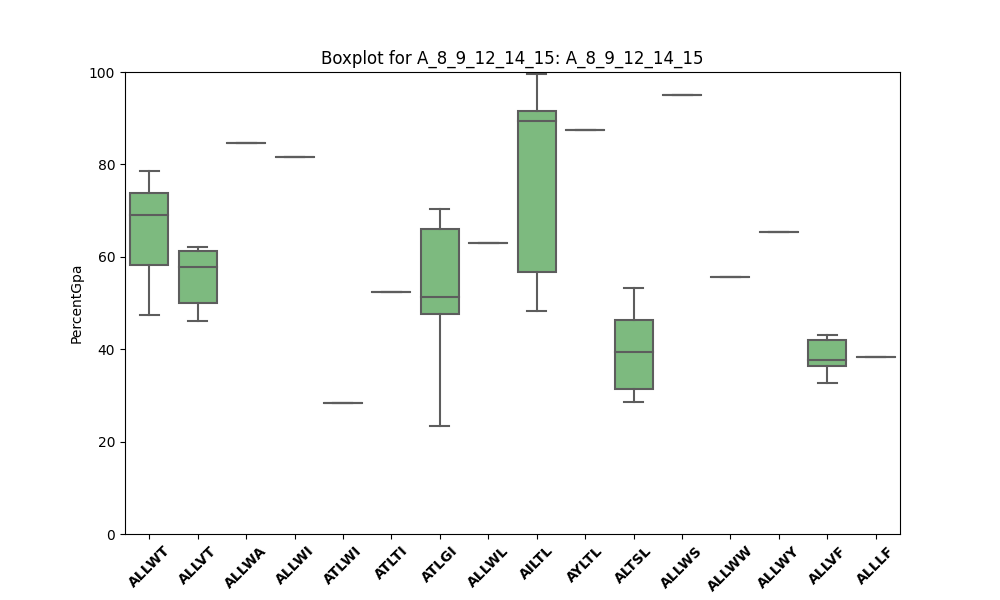 Boxplot for A_8_9_12_14_15: A_8_9_12_14_15
100
80
60
40
20
0
PercentGpa
ALLWT ALLVT ALLWA ALLWI ATLWI ATLTI ATLGI ALLWL AILTL AYLTL ALTSL ALLWS ALLWW ALLWY ALLVF ALLLF